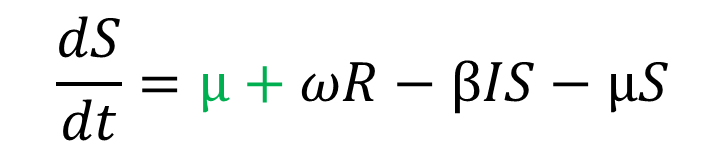 dS/dt = μ + ωR − βIS − μS